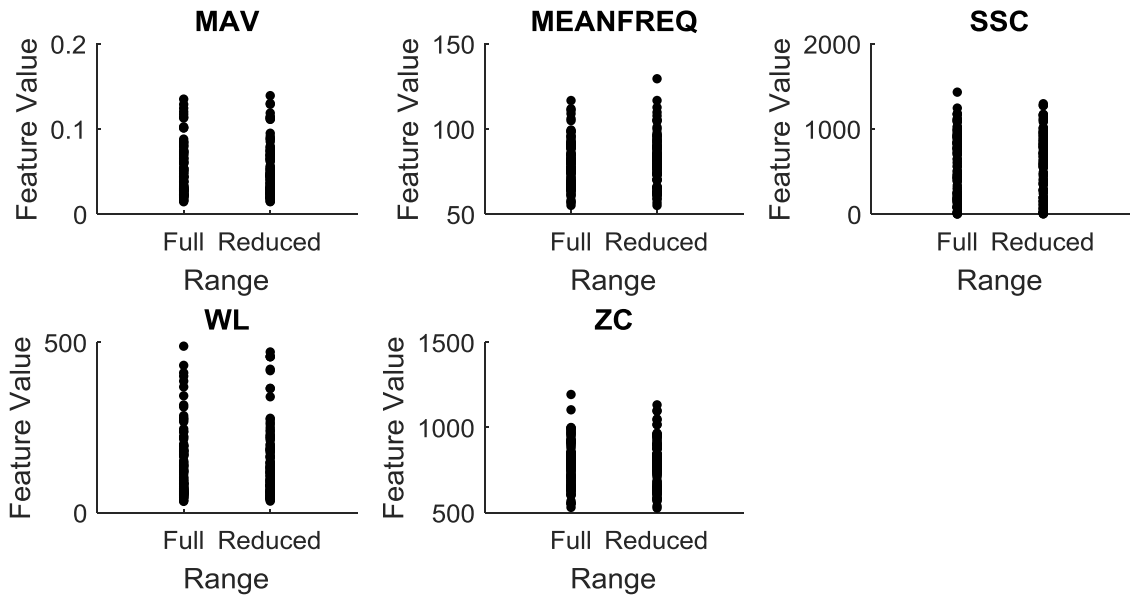 MAV
Feature Value
0.2
0.1
0
Full Reduced
Range
MEANFREQ
Feature Value
150
100
50
Full Reduced
Range
SSC
Feature Value
2000
1000
0
Full Reduced
Range
WL
Feature Value
500
0
Full Reduced
Range
ZC
Feature Value
1500
1000
500
Full Reduced
Range